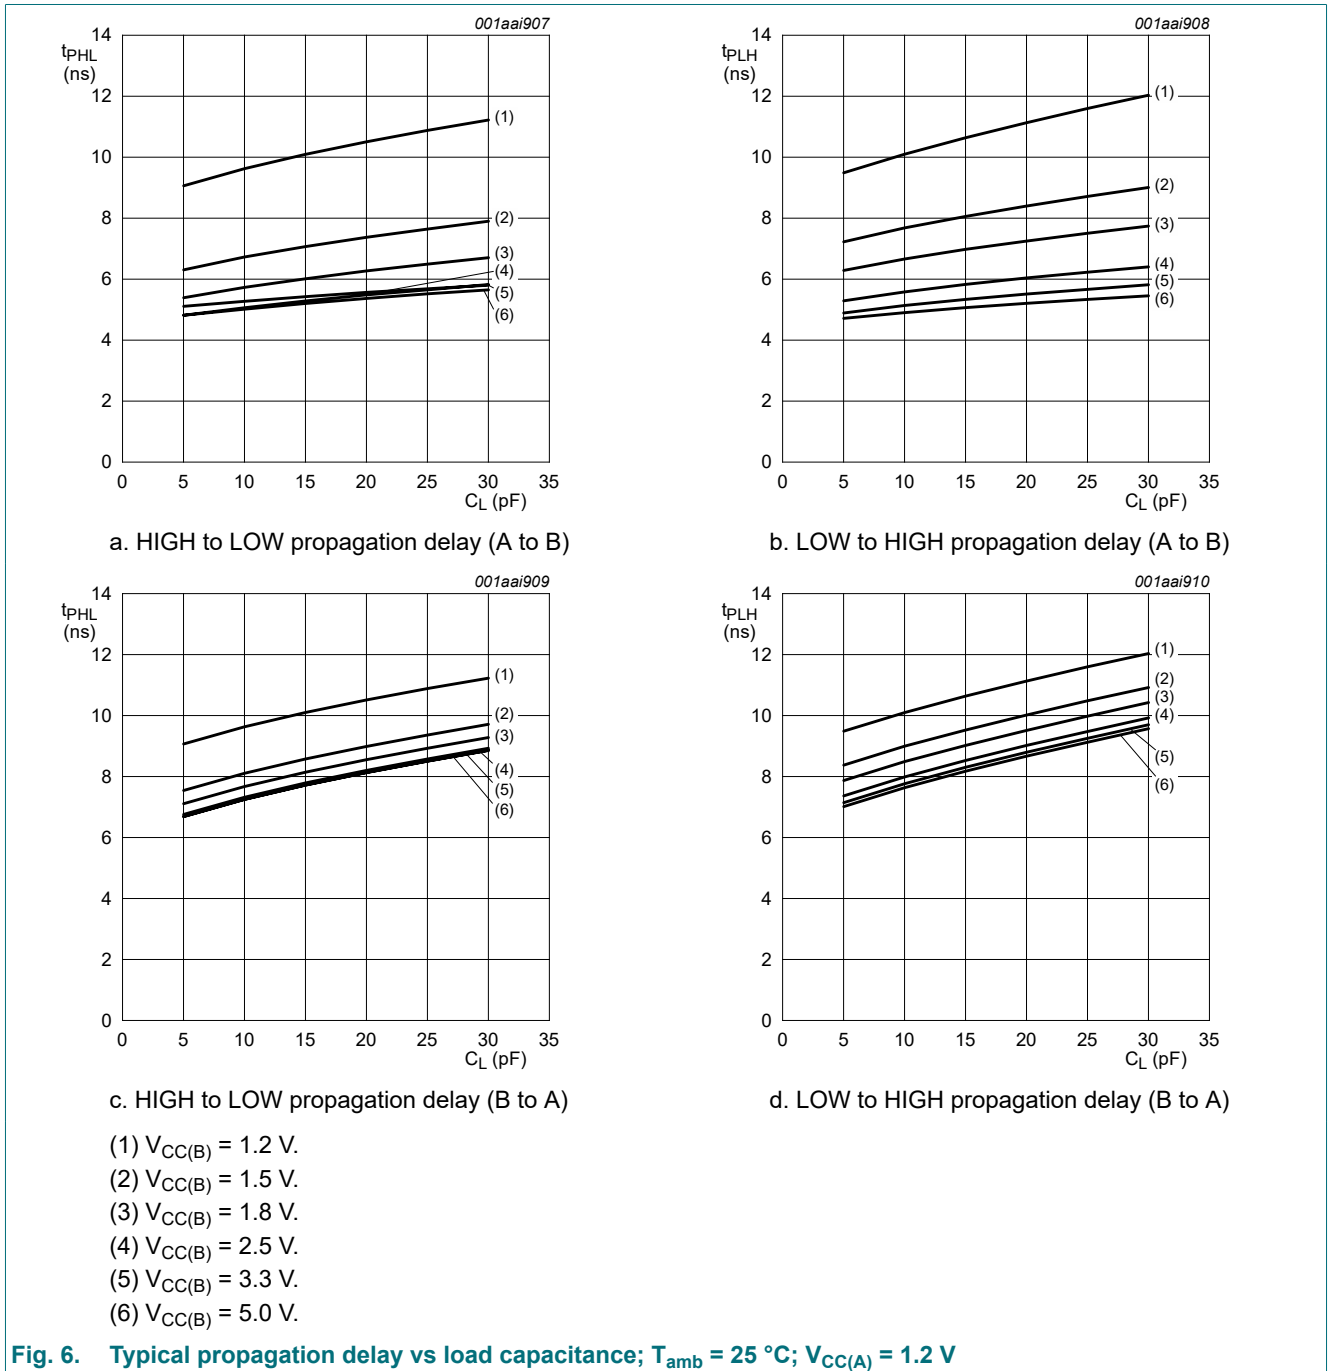 001aai907
14
tPHL
(ns)
12
10
8
6
4
2
0
(1)
(2)
(3)
(4)
(5)
(6)
0 5 10 15 20 25 30 35
CL (pF)
a. HIGH to LOW propagation delay (A to B)
001aai908
14
tPLH
(ns)
12
10
8
6
4
2
0
(1)
(2)
(3)
(4)
(5)
(6)
0 5 10 15 20 25 30 35
CL (pF)
b. LOW to HIGH propagation delay (A to B)
001aai909
14
tPHL
(ns)
12
10
8
6
4
2
0
(1)
(2)
(3)
(4)
(5)
(6)
0 5 10 15 20 25 30 35
CL (pF)
c. HIGH to LOW propagation delay (B to A)
001aai910
14
tPLH
(ns)
12
10
8
6
4
2
0
(1)
(2)
(3)
(4)
(5)
(6)
0 5 10 15 20 25 30 35
CL (pF)
d. LOW to HIGH propagation delay (B to A)
(1) VCC(B) = 1.2 V.
(2) VCC(B) = 1.5 V.
(3) VCC(B) = 1.8 V.
(4) VCC(B) = 2.5 V.
(5) VCC(B) = 3.3 V.
(6) VCC(B) = 5.0 V.
Fig. 6. Typical propagation delay vs load capacitance; Tamb = 25 °C; VCC(A) = 1.2 V